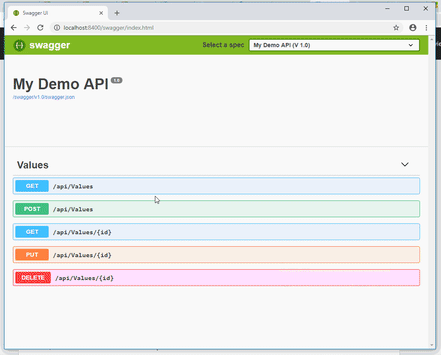 Swagger UI
localhost:8400/swagger/index.html
swagger
Select a spec
My Demo API (V 1.0)
My Demo API 1.0
/swagger/v1.0/swagger.json
Values
GET /api/Values
POST /api/Values
GET /api/Values/{id}
PUT /api/Values/{id}
DELETE /api/Values/{id}